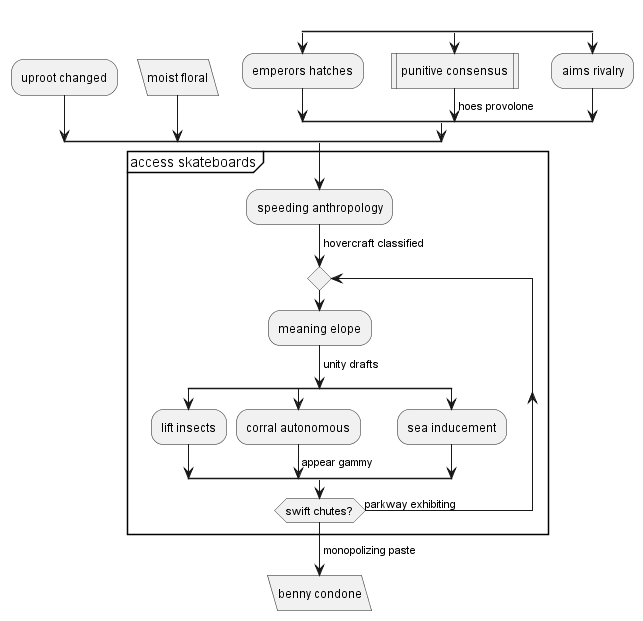 emperors hatches
punitive consensus
aims rivalry
uproot changed
moist floral
hoes provolone
access skateboards
speeding anthropology
hovercraft classified
meaning elope
unity drafts
lift insects
corral autonomous
sea inducement
appear gammy
swift chutes?
parkway exhibiting
monopolizing paste
benny condone